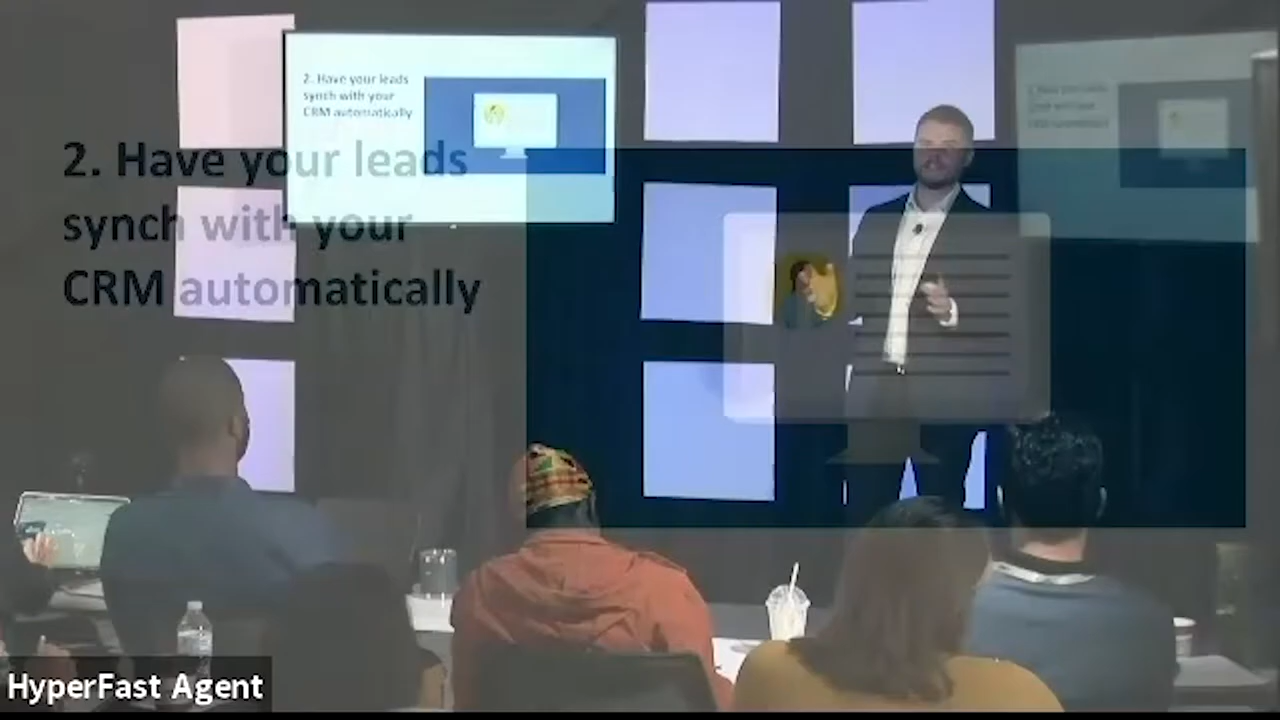 2. Have your leads
synch with your
CRM automatically
2. Have your leads
synch with your
CRM automatically
HyperFast Agent